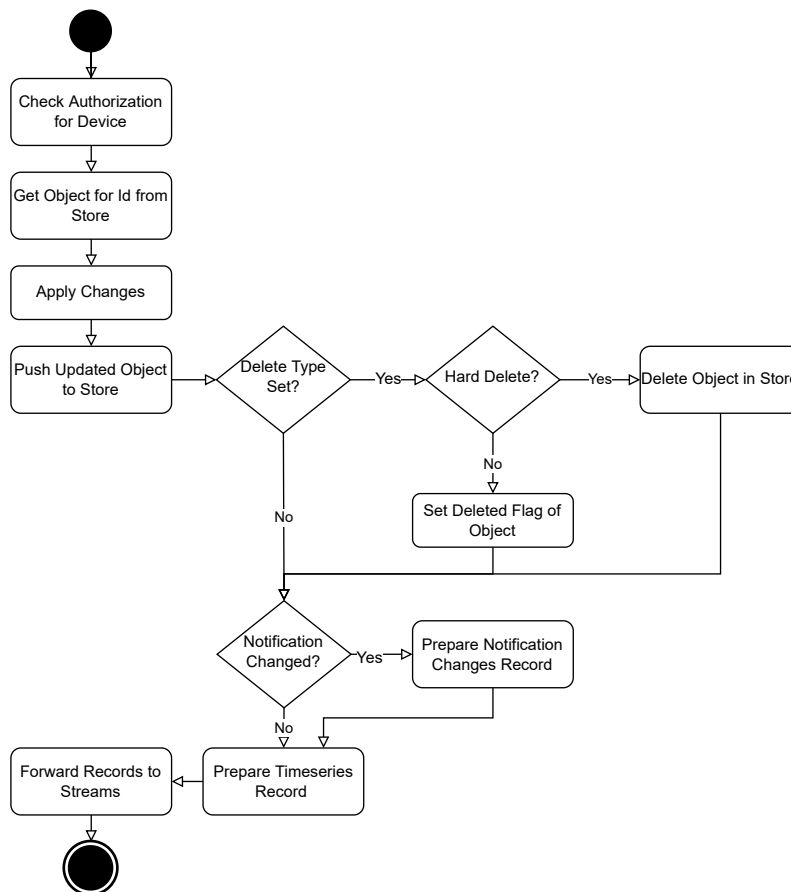 Check Authorization
for Device
Get Object for Id from
Store
Apply Changes
Push Updated Object
to Store
Delete Type
Set?
Yes
Hard Delete?
Yes
Delete Object in Store
No
No
Set Deleted Flag of
Object
Notification
Changed?
Yes
Prepare Notification
Changes Record
No
Forward Records to
Streams
Prepare Timeseries
Record